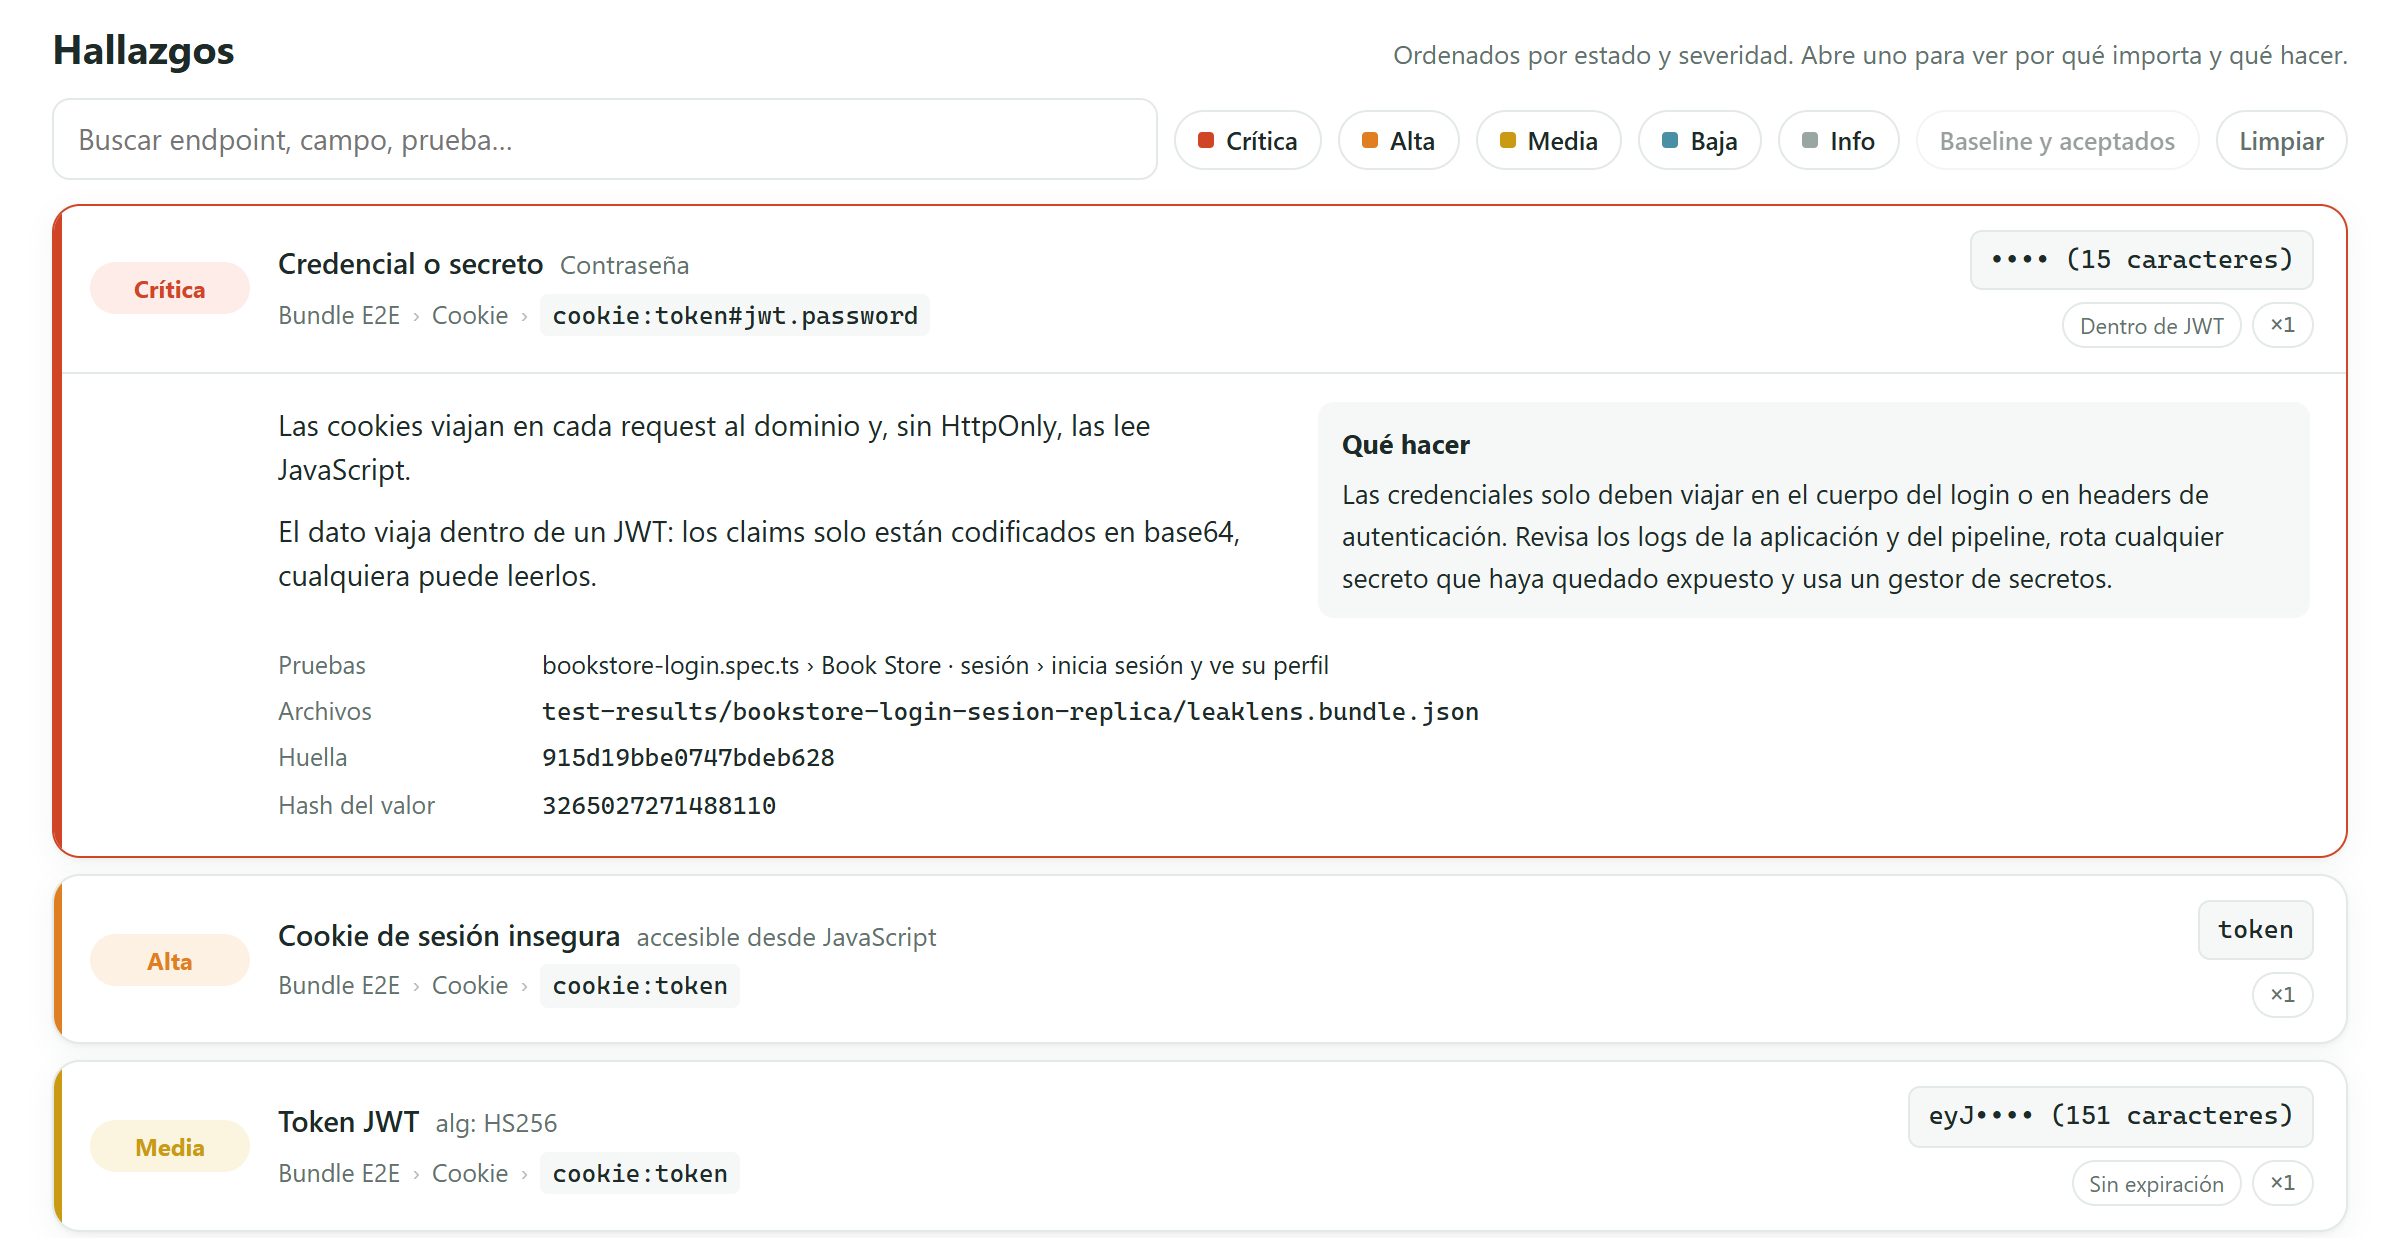 Hallazgos
Ordenados por estado y severidad. Abre uno para ver por qué importa y qué hacer.
Buscar endpoint, campo, prueba...
Crítica
Alta
Media
Baja
Info
Baseline y aceptados
Limpiar
Crítica
Credencial o secreto Contraseña
Bundle E2E › Cookie › cookie:token#jwt.password
•••• (15 caracteres)
Dentro de JWT
×1
Las cookies viajan en cada request al dominio y, sin HttpOnly, las lee
JavaScript.
El dato viaja dentro de un JWT: los claims solo están codificados en base64,
cualquiera puede leerlos.
Qué hacer
Las credenciales solo deben viajar en el cuerpo del login o en headers de
autenticación. Revisa los logs de la aplicación y del pipeline, rota cualquier
secreto que haya quedado expuesto y usa un gestor de secretos.
Pruebas bookstore-login.spec.ts › Book Store · sesión › inicia sesión y ve su perfil
Archivos test-results/bookstore-login-sesion-replica/leaklens.bundle.json
Huella 915d19bbe0747bdeb628
Hash del valor 3265027271488110
Alta
Cookie de sesión insegura accesible desde JavaScript
Bundle E2E › Cookie › cookie:token
token
×1
Media
Token JWT alg: HS256
Bundle E2E › Cookie › cookie:token
eyJ•••• (151 caracteres)
Sin expiración
×1